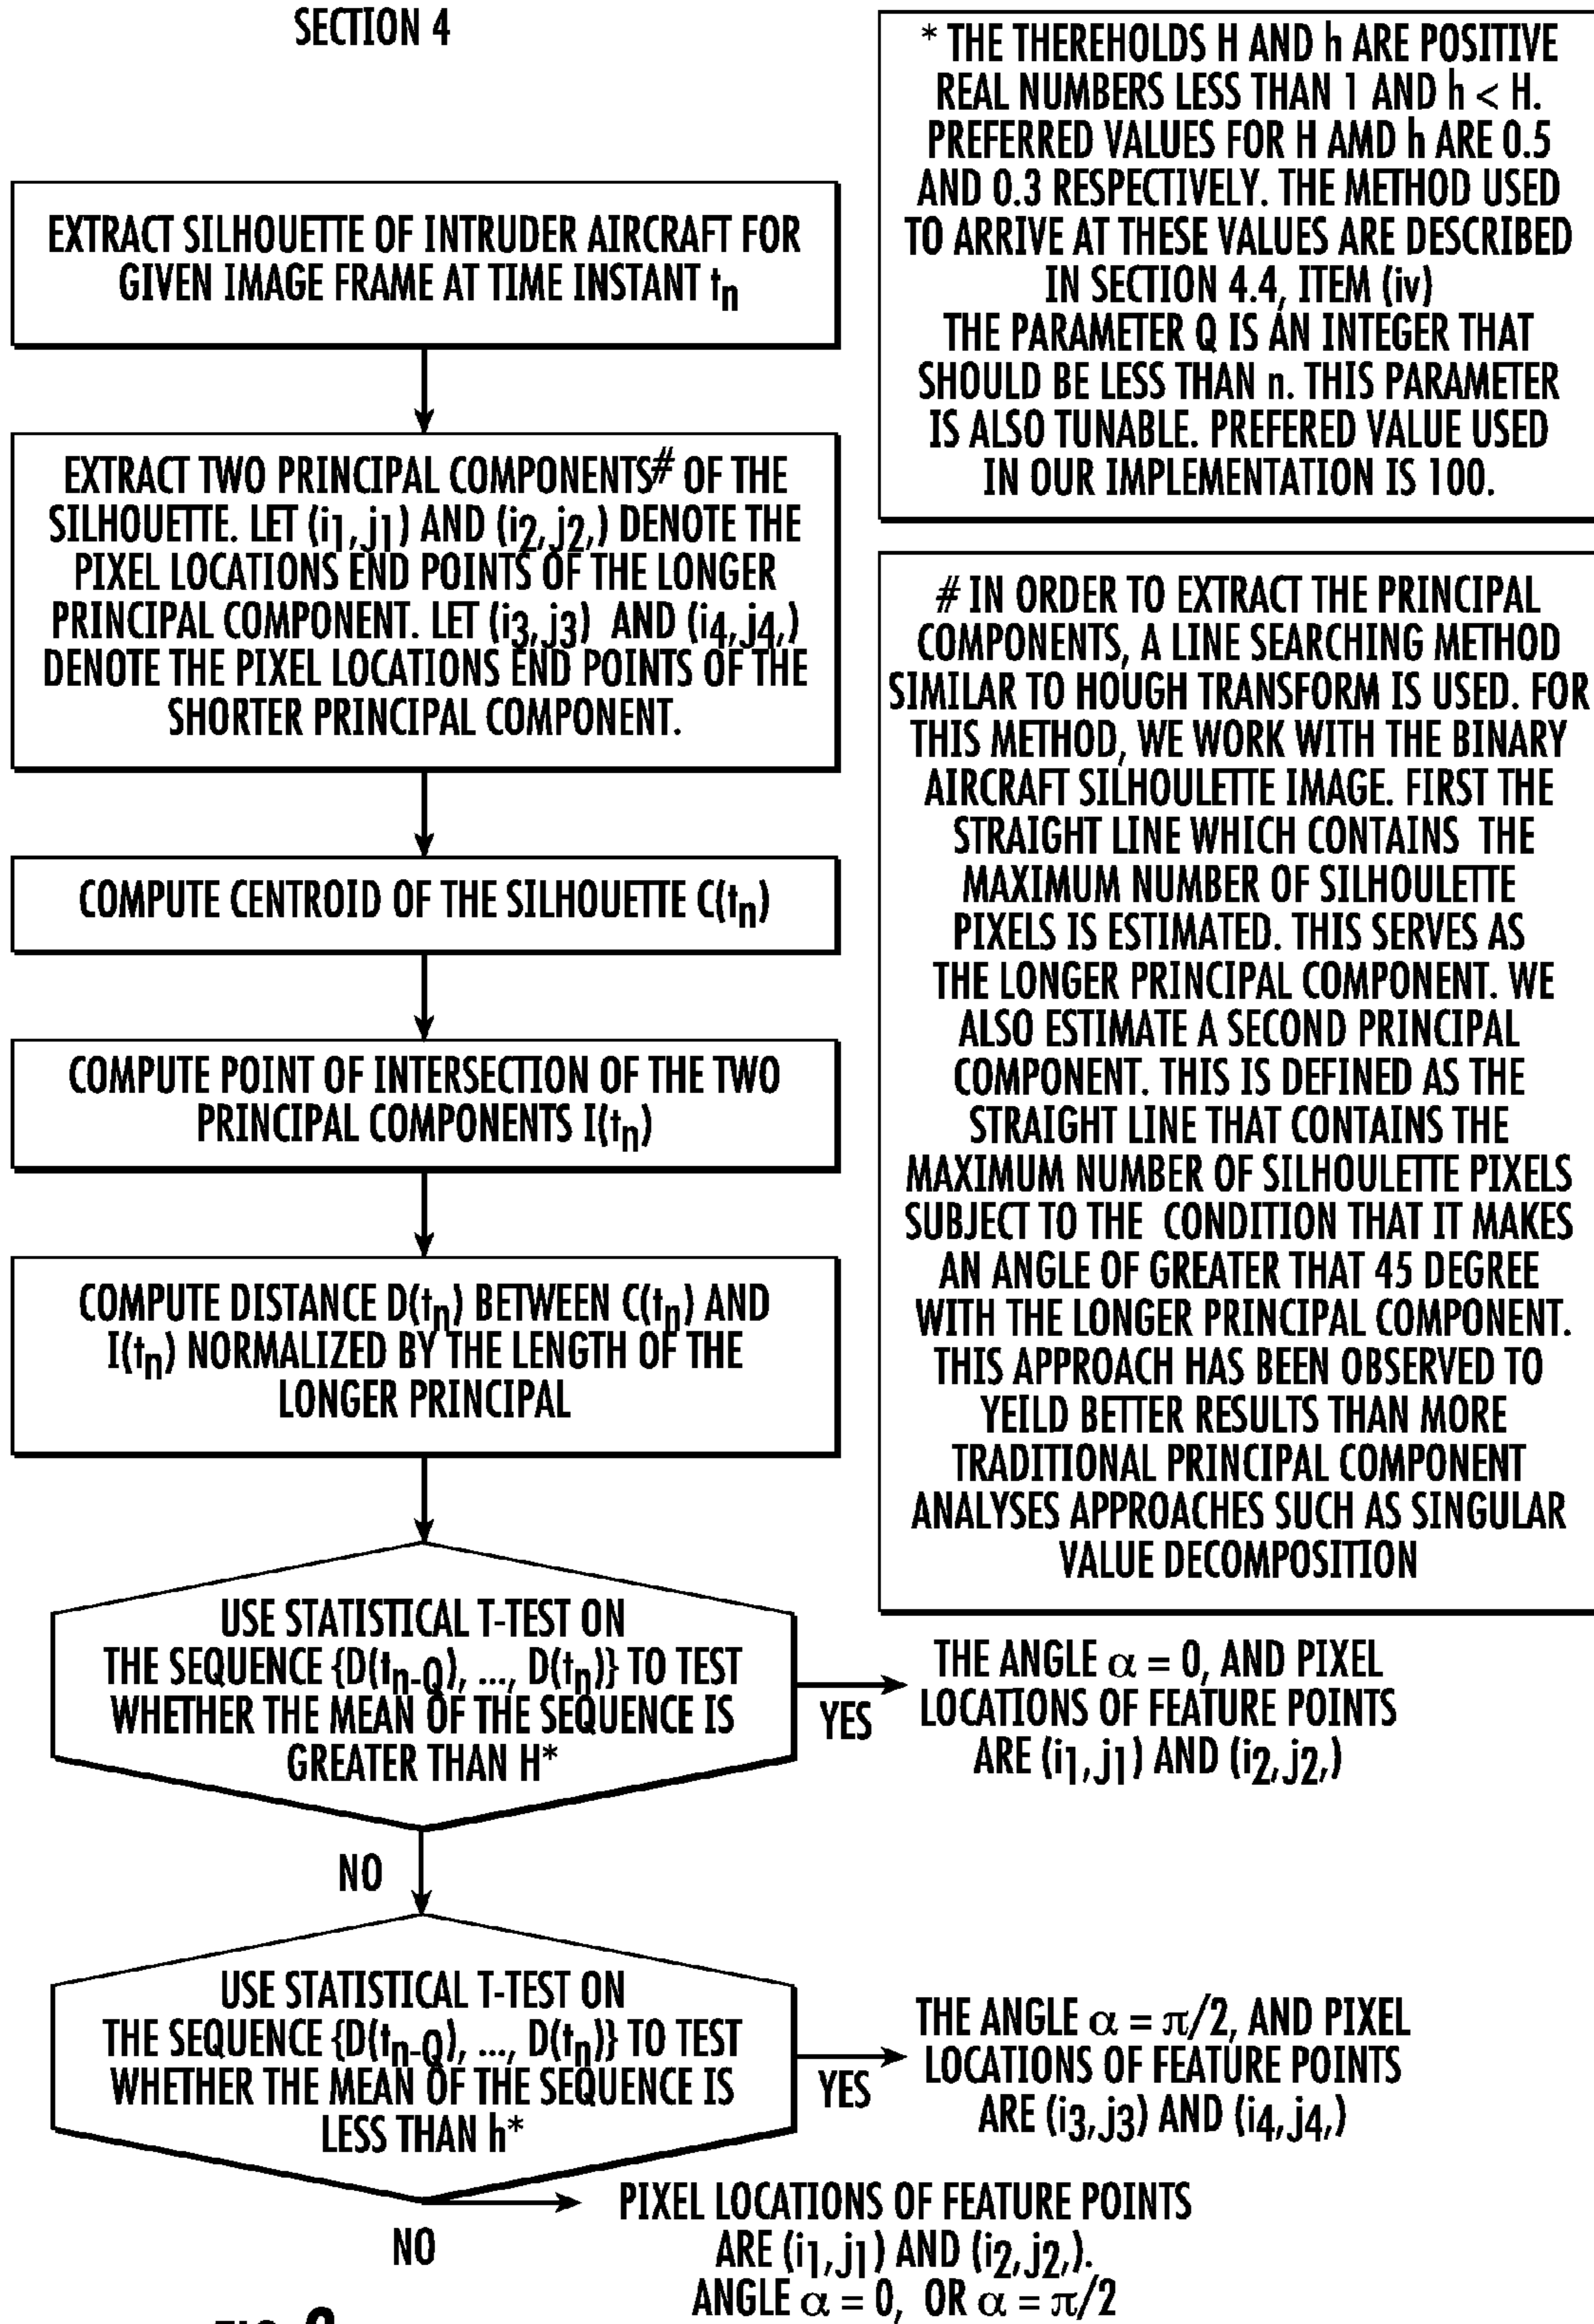 SECTION 4
EXTRACT SILHOUETTE OF INTRUDER AIRCRAFT FOR
GIVEN IMAGE FRAME AT TIME INSTANT tn
EXTRACT TWO PRINCIPAL COMPONENTS# OF THE
SILHOUETTE. LET (i1,j1) AND (i2,j2,) DENOTE THE
PIXEL LOCATIONS END POINTS OF THE LONGER
PRINCIPAL COMPONENT. LET (i3,j3) AND (i4,j4,)
DENOTE THE PIXEL LOCATIONS END POINTS OF THE
SHORTER PRINCIPAL COMPONENT.
COMPUTE CENTROID OF THE SILHOUETTE C(tn)
COMPUTE POINT OF INTERSECTION OF THE TWO
PRINCIPAL COMPONENTS I(tn)
COMPUTE DISTANCE D(tn) BETWEEN C(tn) AND
I(tn) NORMALIZED BY THE LENGTH OF THE
LONGER PRINCIPAL
USE STATISTICAL T-TEST ON
THE SEQUENCE {D(tn-Q), ..., D(tn)} TO TEST
WHETHER THE MEAN OF THE SEQUENCE IS
GREATER THAN H*
YES
THE ANGLE α = 0, AND PIXEL
LOCATIONS OF FEATURE POINTS
ARE (i1,j1) AND (i2,j2,)
NO
USE STATISTICAL T-TEST ON
THE SEQUENCE {D(tn-Q), ..., D(tn)} TO TEST
WHETHER THE MEAN OF THE SEQUENCE IS
LESS THAN h*
YES
THE ANGLE α = π/2, AND PIXEL
LOCATIONS OF FEATURE POINTS
ARE (i3,j3) AND (i4,j4,)
NO
PIXEL LOCATIONS OF FEATURE POINTS
ARE (i1,j1) AND (i2,j2,).
ANGLE α = 0, OR α = π/2
* THE THEREHOLDS H AND h ARE POSITIVE
REAL NUMBERS LESS THAN 1 AND h < H.
PREFERRED VALUES FOR H AMD h ARE 0.5
AND 0.3 RESPECTIVELY. THE METHOD USED
TO ARRIVE AT THESE VALUES ARE DESCRIBED
IN SECTION 4.4, ITEM (iv)
THE PARAMETER Q IS AN INTEGER THAT
SHOULD BE LESS THAN n. THIS PARAMETER
IS ALSO TUNABLE. PREFERED VALUE USED
IN OUR IMPLEMENTATION IS 100.
# IN ORDER TO EXTRACT THE PRINCIPAL
COMPONENTS, A LINE SEARCHING METHOD
SIMILAR TO HOUGH TRANSFORM IS USED. FOR
THIS METHOD, WE WORK WITH THE BINARY
AIRCRAFT SILHOULETTE IMAGE. FIRST THE
STRAIGHT LINE WHICH CONTAINS THE
MAXIMUM NUMBER OF SILHOULETTE
PIXELS IS ESTIMATED. THIS SERVES AS
THE LONGER PRINCIPAL COMPONENT. WE
ALSO ESTIMATE A SECOND PRINCIPAL
COMPONENT. THIS IS DEFINED AS THE
STRAIGHT LINE THAT CONTAINS THE
MAXIMUM NUMBER OF SILHOULETTE PIXELS
SUBJECT TO THE CONDITION THAT IT MAKES
AN ANGLE OF GREATER THAT 45 DEGREE
WITH THE LONGER PRINCIPAL COMPONENT.
THIS APPROACH HAS BEEN OBSERVED TO
YEILD BETTER RESULTS THAN MORE
TRADITIONAL PRINCIPAL COMPONENT
ANALYSES APPROACHES SUCH AS SINGULAR
VALUE DECOMPOSITION